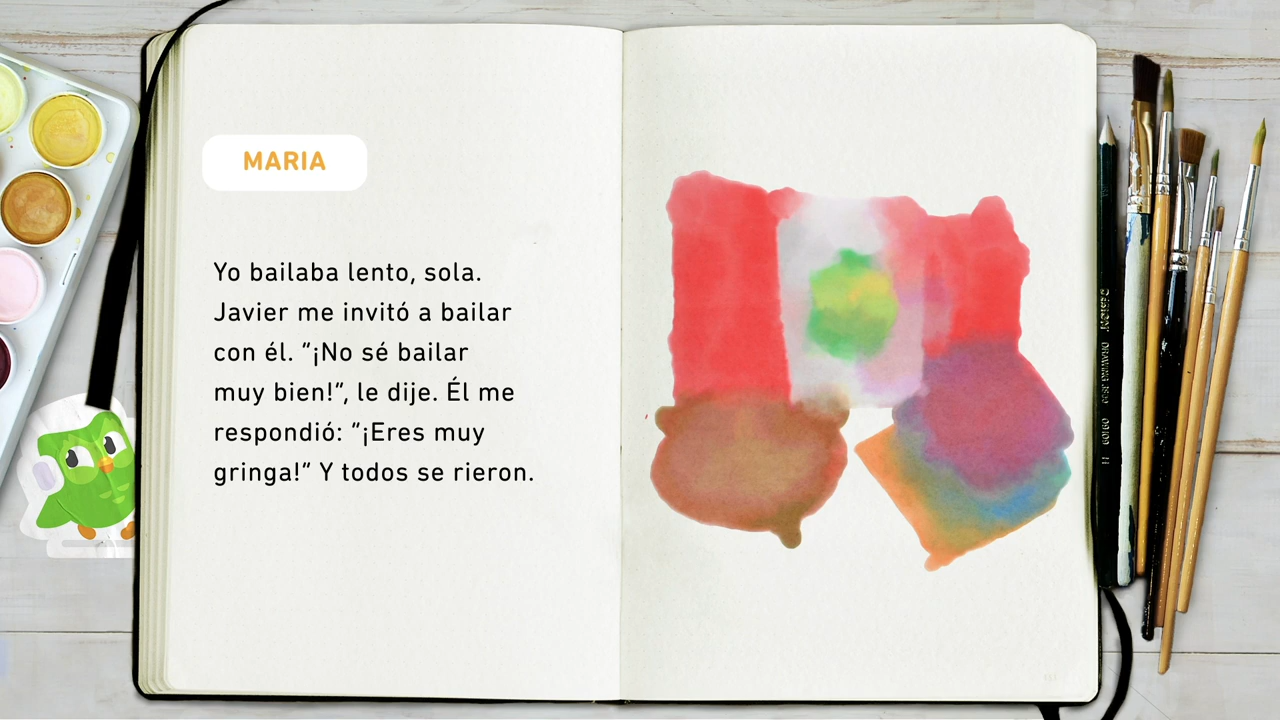 MARIA
Yo bailaba lento, sola.
Javier me invitó a bailar
con él. "¡No sé bailar
muy bien!", le dije. Él me
respondió: "¡Eres muy
gringa!" Y todos se rieron.